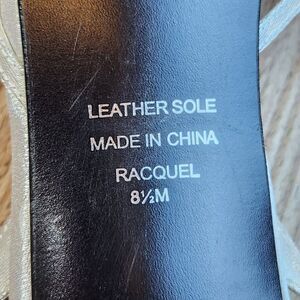 LEATHER SOLE
MADE IN CHINA
RACQUEL
8½M